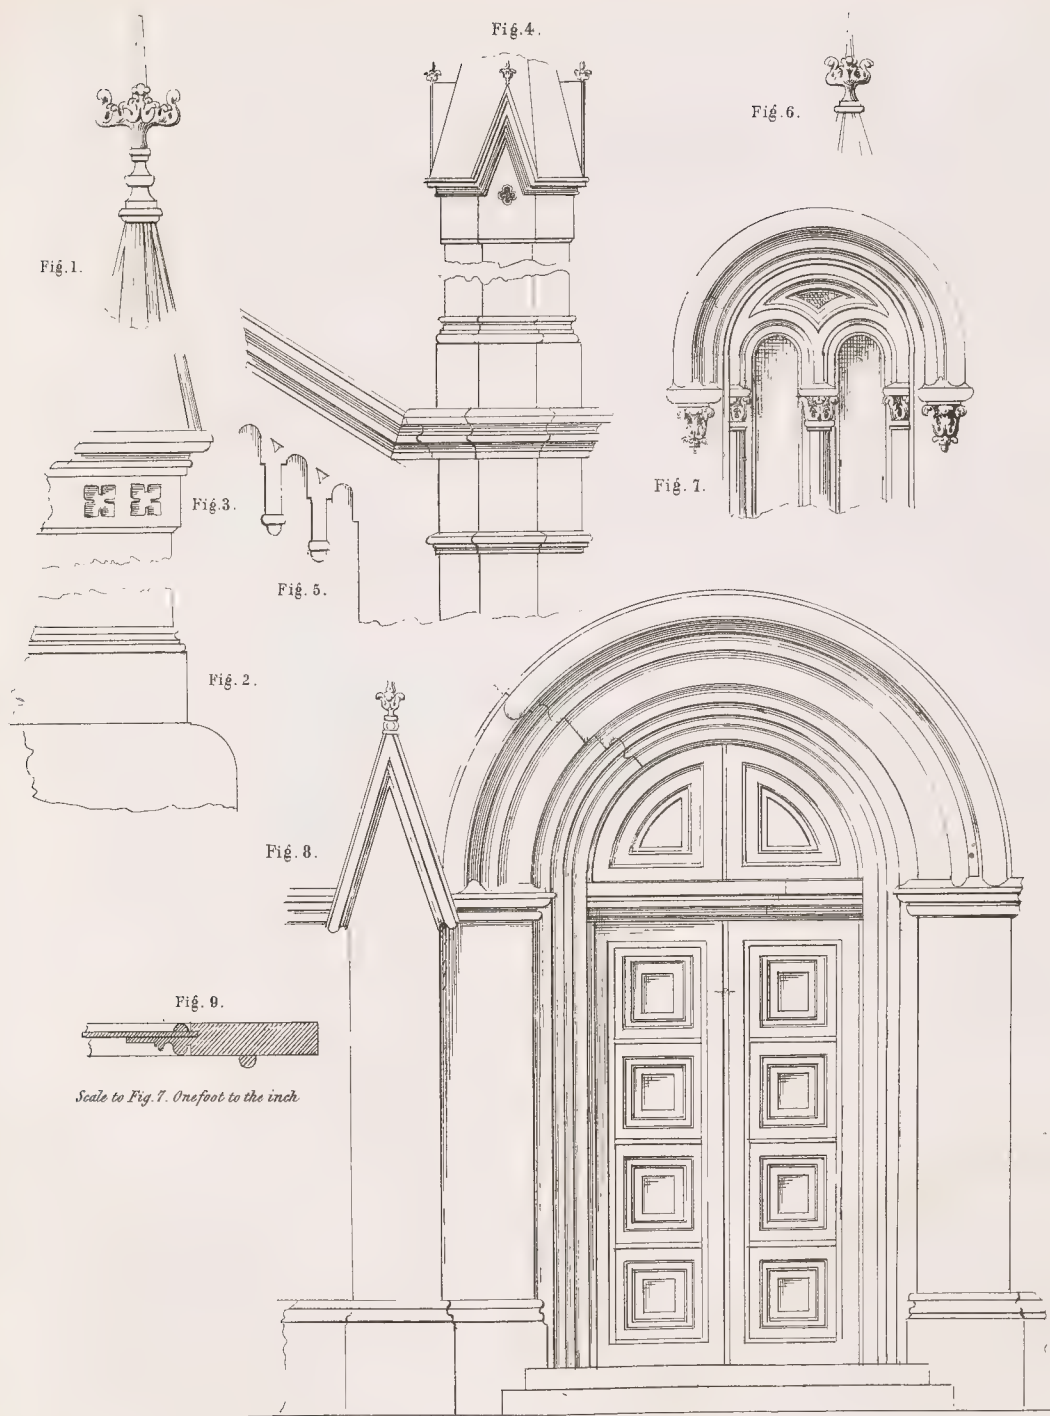 Fig. 4.
Fig. 6.
Fig. 1.
Fig. 7.
Fig. 3.
Fig. 5.
Fig. 2.
Fig. 8.
Fig. 9.
Scale to Fig. 7. One foot to the inch